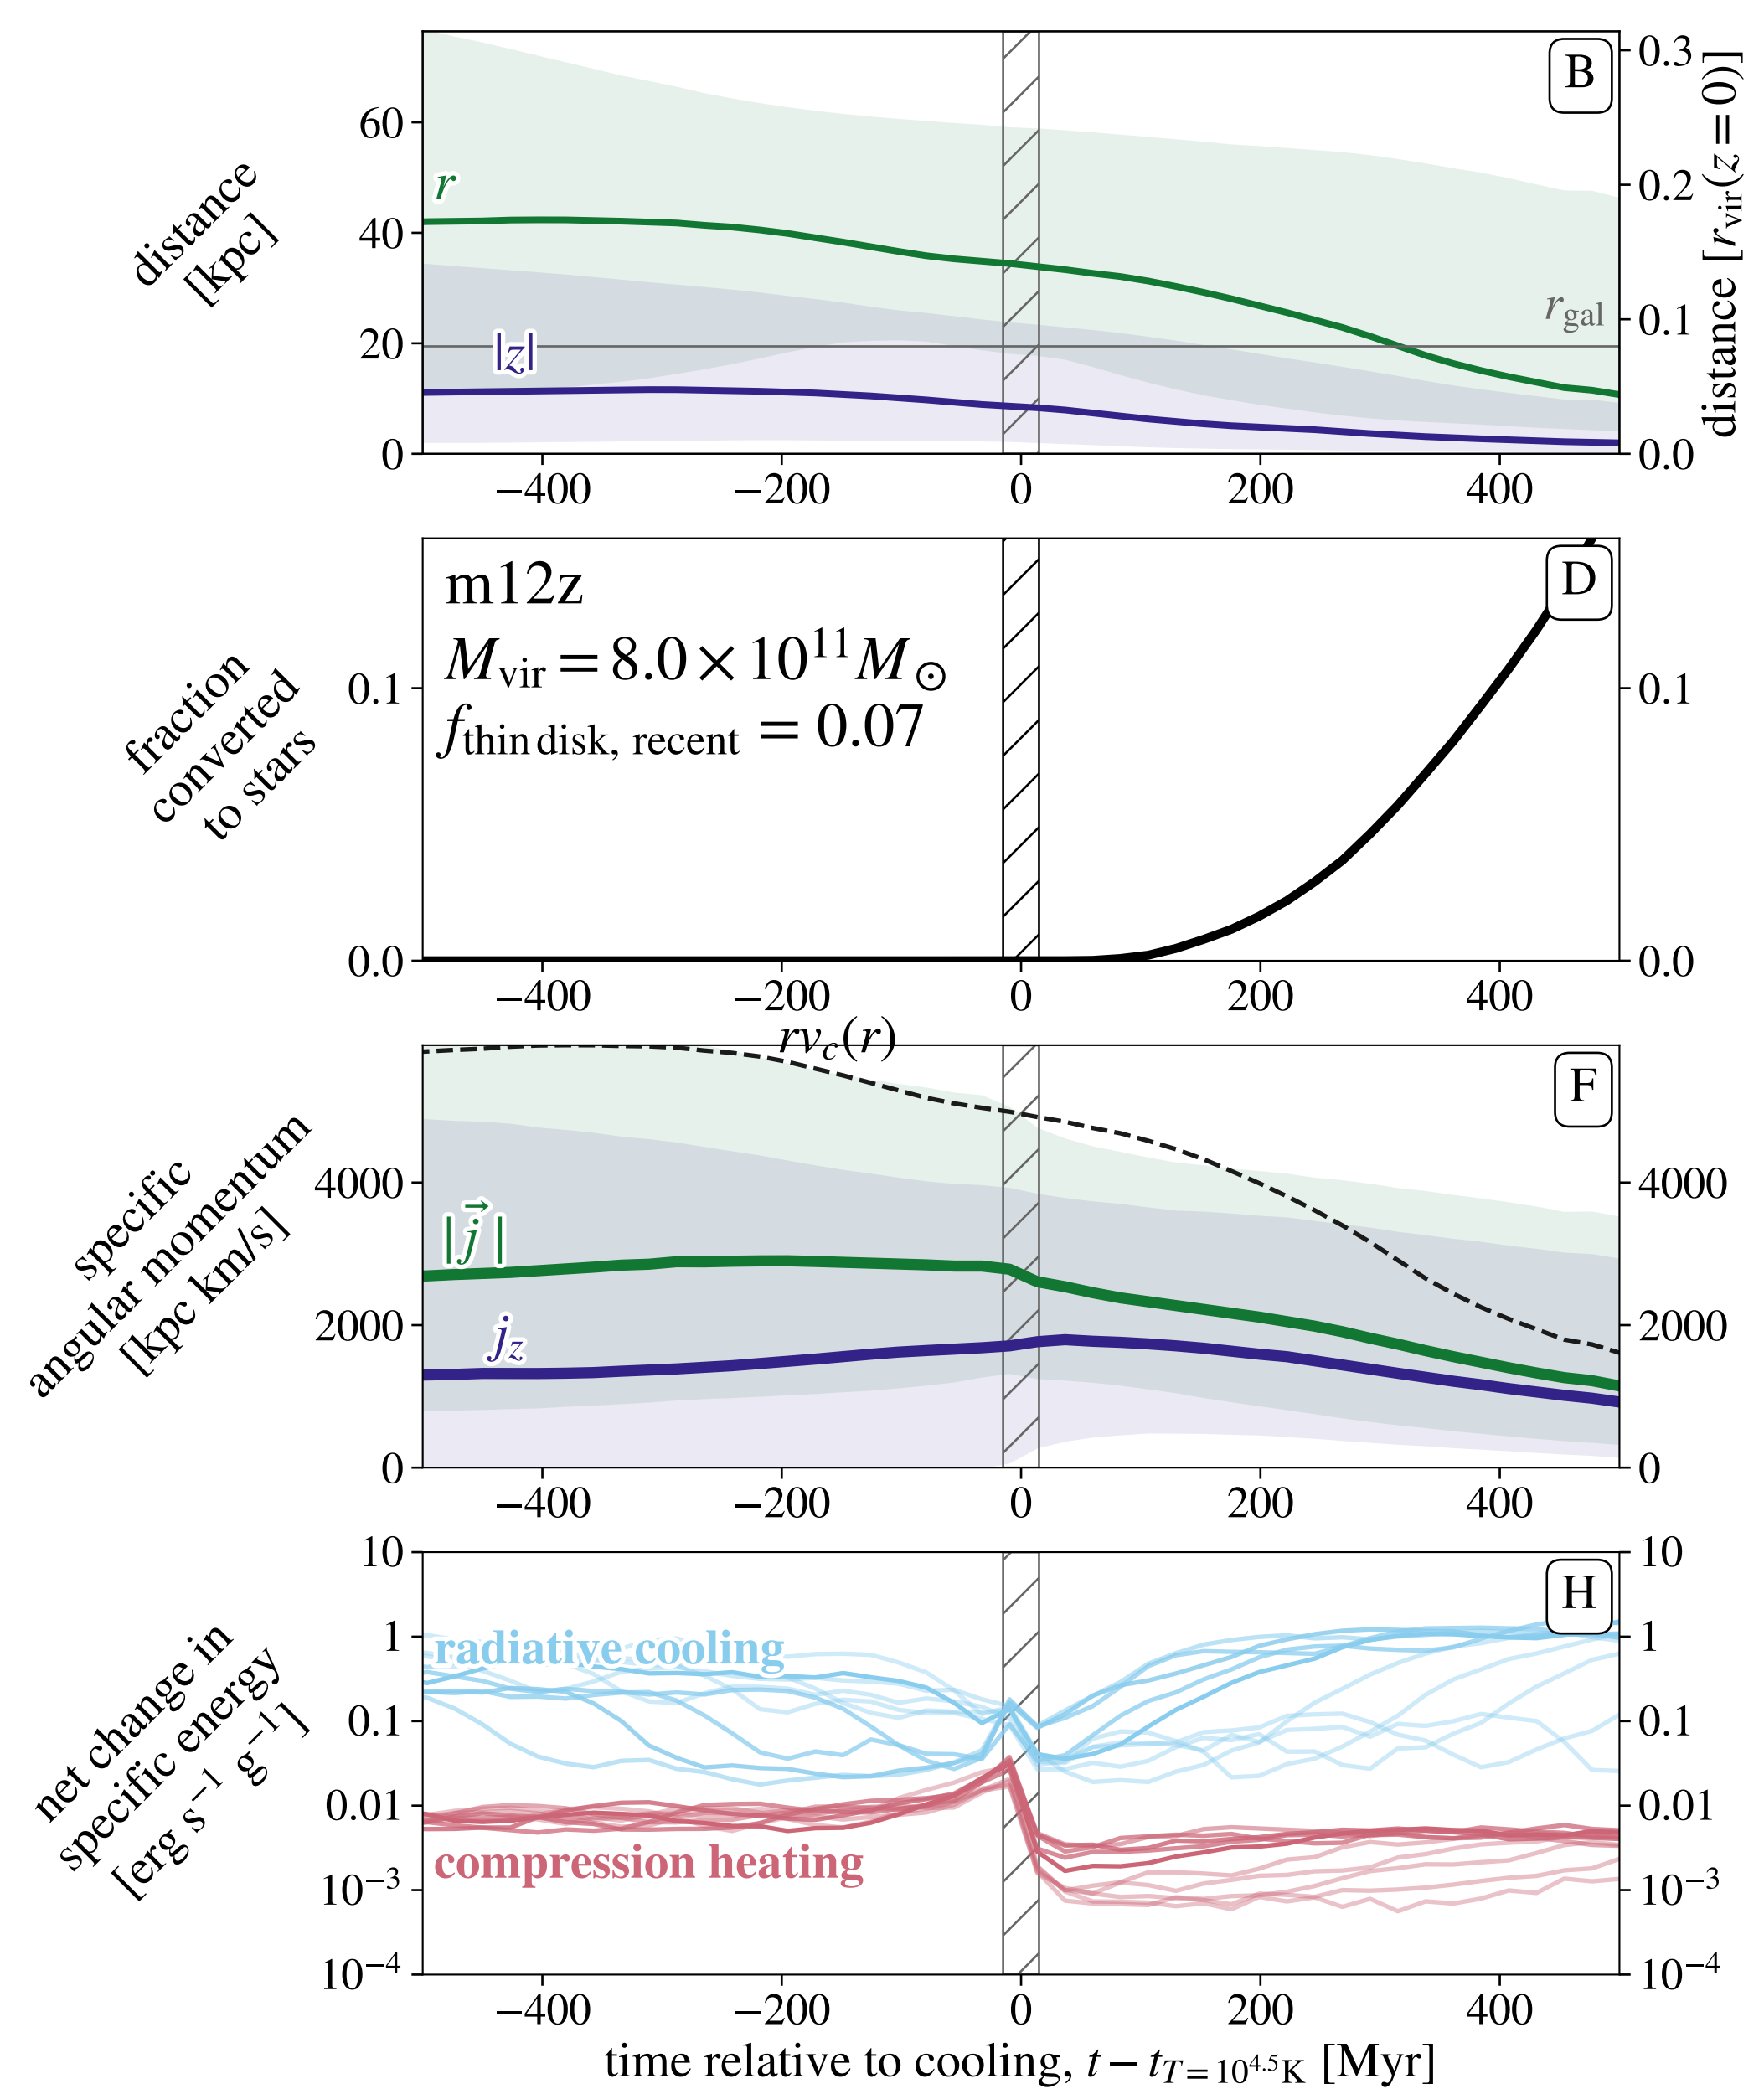 B
distance
[kpc]
60
40
20
0
r
|z|
r_gal
0.3
0.2
0.1
0.0
distance [r_vir(z = 0)]
−400 −200 0 200 400
D
fraction
converted
to stars
0.1
0.0
m12z
M_vir = 8.0 × 10^11 M_⊙
f_thin disk, recent = 0.07
0.1
0.0
−400 −200 0 200 400
rv_c(r)
F
specific
angular momentum
[kpc km/s]
4000
2000
0
|j⃗|
j_z
4000
2000
0
−400 −200 0 200 400
H
net change in
specific energy
[erg s^−1 g^−1]
10
1
0.1
0.01
10^−3
10^−4
radiative cooling
compression heating
10
1
0.1
0.01
10^−3
10^−4
−400 −200 0 200 400
time relative to cooling, t − t_T=10^4.5K [Myr]